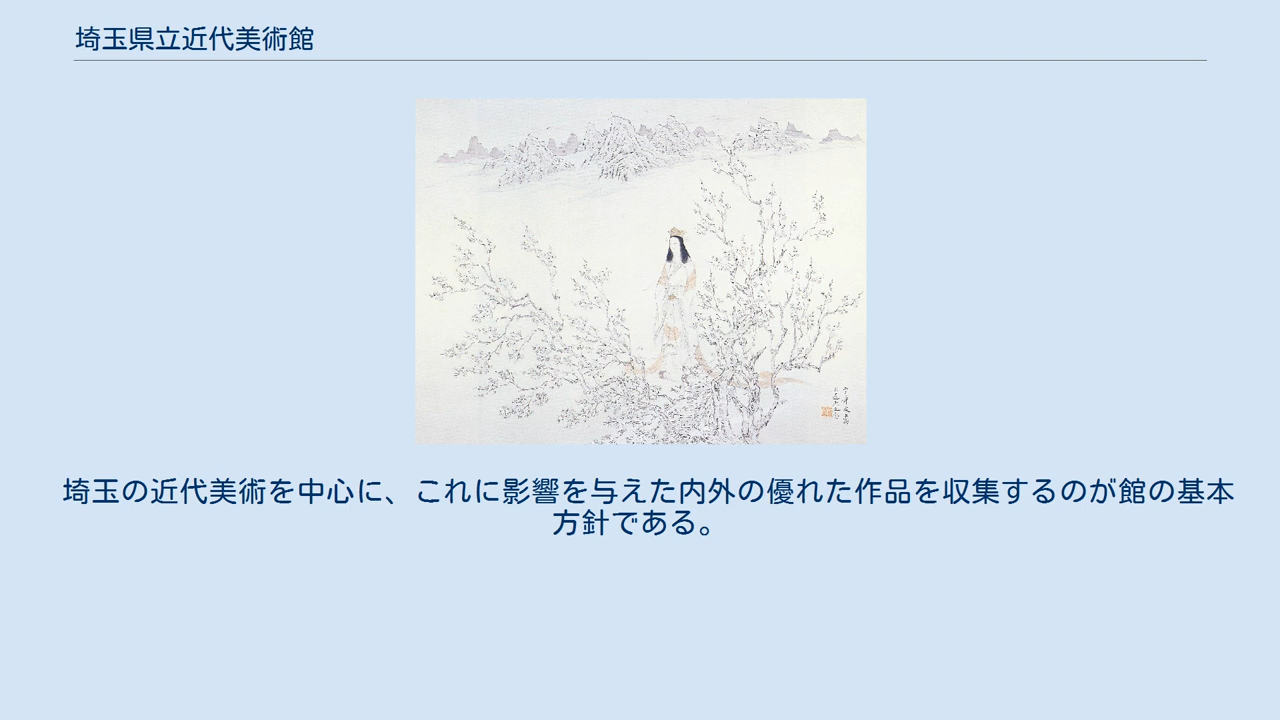 埼玉県立近代美術館
埼玉の近代美術を中心に、これに影響を与えた内外の優れた作品を収集するのが館の基本
方針である。